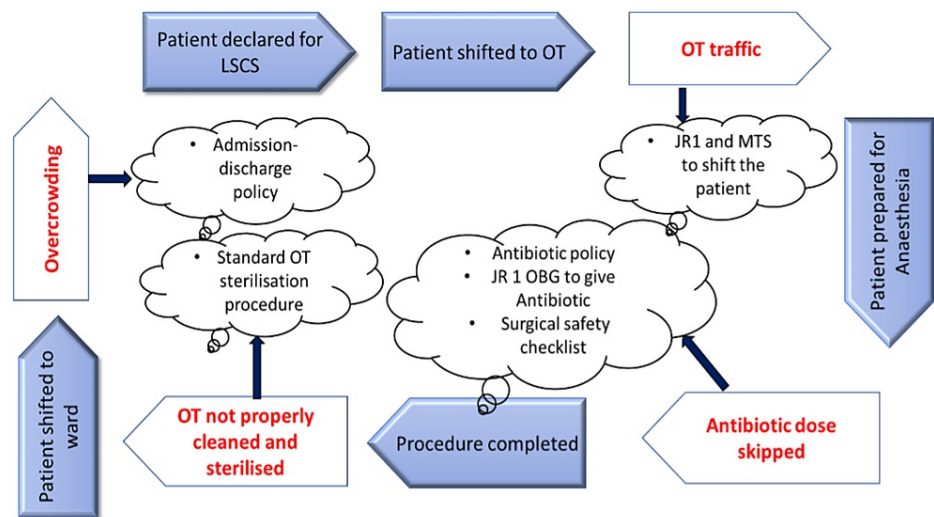 Patient declared for
LSCS
Patient shifted to OT
OT traffic
• JR1 and MTS
to shift the
patient
Patient prepared for
Anaesthesia
Antibiotic dose
skipped
• Antibiotic policy
• JR 1 OBG to give
Antibiotic
• Surgical safety
checklist
Procedure completed
OT not properly
cleaned and
sterilised
• Standard OT
sterilisation
procedure
Patient shifted to
ward
Overcrowding
• Admission-
discharge
policy